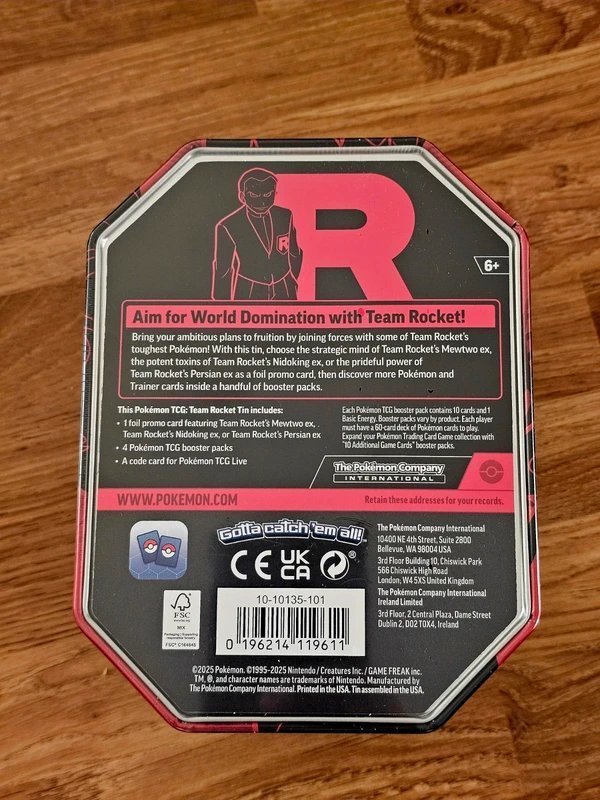 R
R
6+
Aim for World Domination with Team Rocket!
Bring your ambitious plans to fruition by joining forces with some of Team Rocket's
toughest Pokémon! With this tin, choose the strategic mind of Team Rocket's Mewtwo ex,
the potent toxins of Team Rocket's Nidoking ex, or the prideful power of
Team Rocket's Persian ex as a foil promo card, then discover more Pokémon and
Trainer cards inside a handful of booster packs.
This Pokémon TCG: Team Rocket Tin includes:
• 1 foil promo card featuring Team Rocket's Mewtwo ex,
Team Rocket's Nidoking ex, or Team Rocket's Persian ex
• 4 Pokémon TCG booster packs
• A code card for Pokémon TCG Live
Each Pokémon TCG booster pack contains 10 cards and 1
Basic Energy. Booster packs vary by product. Each player
must have a 60-card deck of Pokémon cards to play.
Expand your Pokémon Trading Card Game collection with
"10 Additional Game Cards" booster packs.
The Pokémon Company
INTERNATIONAL
WWW.POKEMON.COM
Retain these addresses for your records.
Gotta catch 'em all!
CE UK
CA
The Pokémon Company International
10400 NE 4th Street, Suite 2800
Bellevue, WA 98004 USA
3rd Floor Building 10, Chiswick Park
566 Chiswick High Road
London, W4 5XS United Kingdom
The Pokémon Company International
Ireland Limited
3rd Floor, 2 Central Plaza, Dame Street
Dublin 2, D02 T0X4, Ireland
FSC
www.fsc.org
MIX
Packaging | Supporting
responsible forestry
FSC® C164645
10-10135-101
0 196214 119611
©2025 Pokémon. ©1995-2025 Nintendo / Creatures Inc. / GAME FREAK inc.
TM, ®, and character names are trademarks of Nintendo. Manufactured by
The Pokémon Company International. Printed in the USA. Tin assembled in the USA.